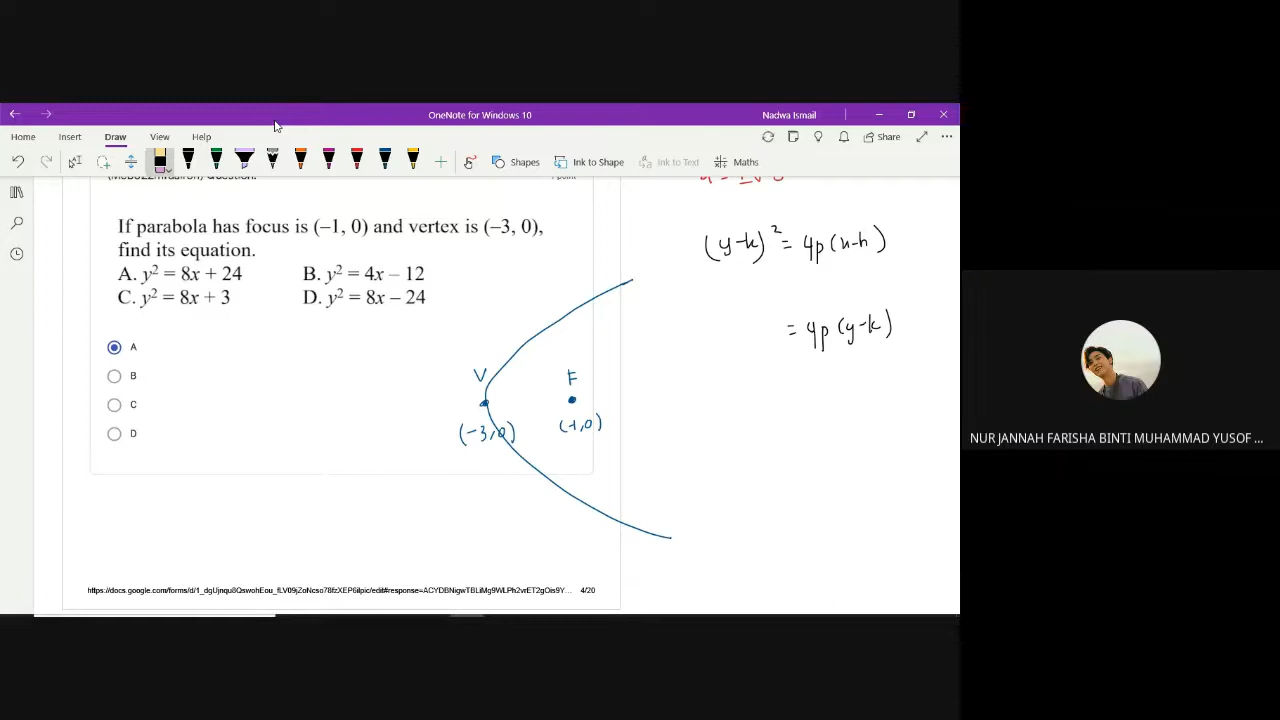 OneNote for Windows 10
Nadwa Ismail
Home Insert Draw View Help
Share
Shapes Ink to Shape Ink to Text Maths
If parabola has focus is (–1, 0) and vertex is (–3, 0),
find its equation.
A. y² = 8x + 24 B. y² = 4x – 12
C. y² = 8x + 3 D. y² = 8x – 24
A
B
C
D
V F
(-3,0) (-1,0)
(y-k)² = 4p(x-h)
= 4p(y-k)
4/20
NUR JANNAH FARISHA BINTI MUHAMMAD YUSOF ...